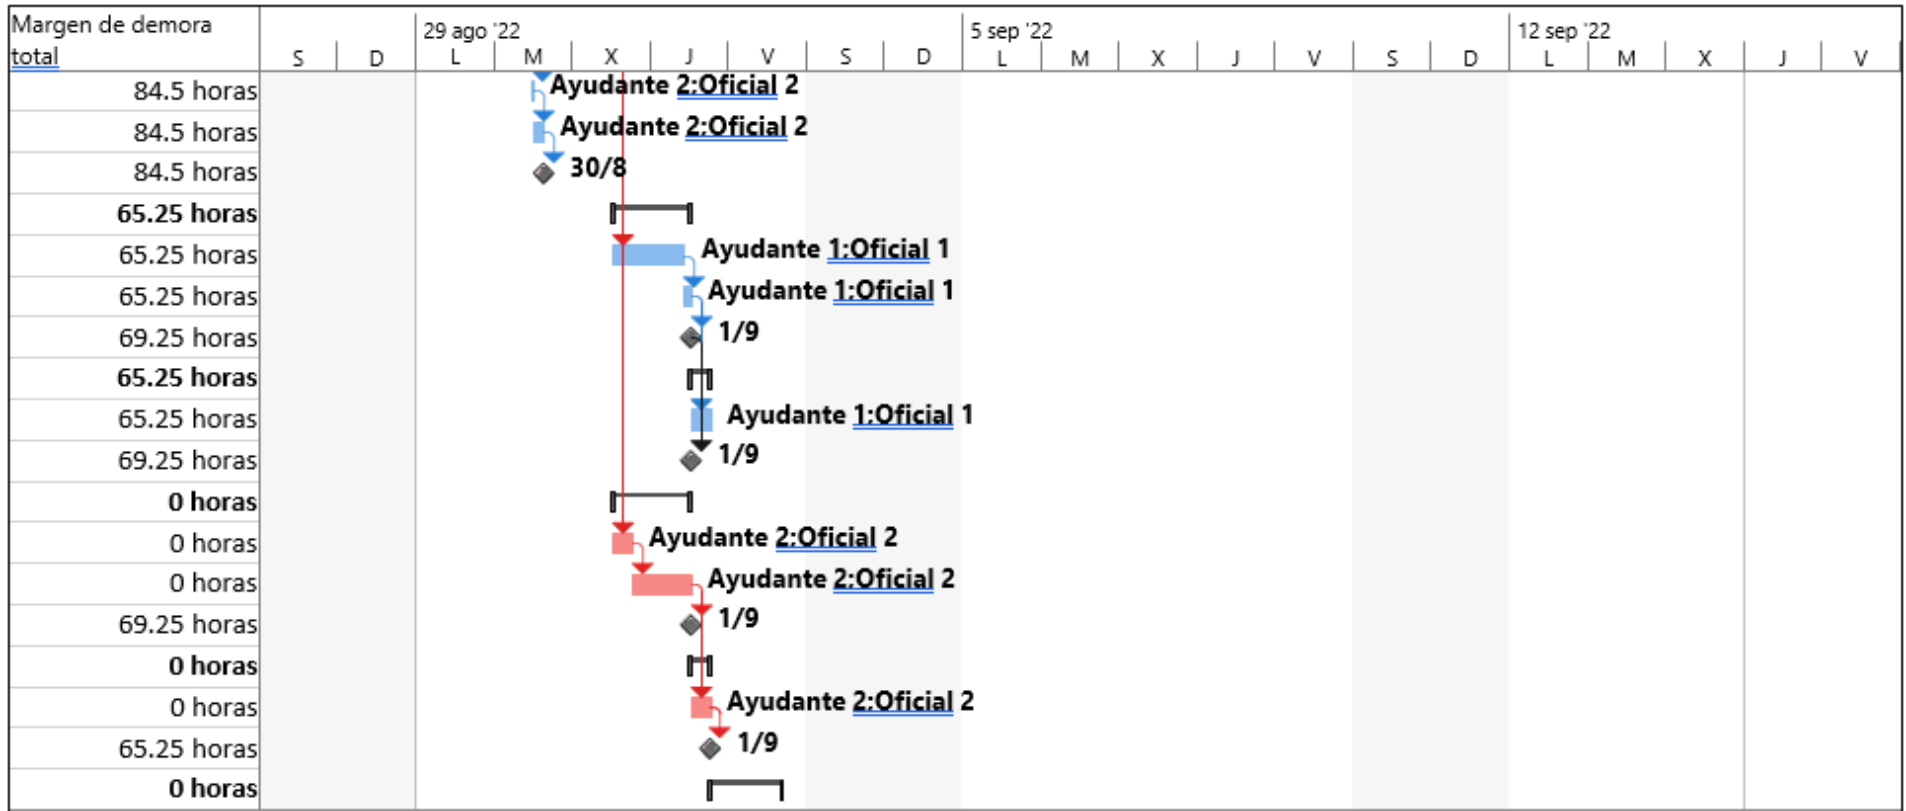 Margen de demora
total
29 ago '22
5 sep '22
12 sep '22
S D L M X J V S D L M X J V S D L M X J V
84.5 horas Ayudante 2;Oficial 2
84.5 horas Ayudante 2;Oficial 2
84.5 horas 30/8
65.25 horas
65.25 horas Ayudante 1;Oficial 1
65.25 horas Ayudante 1;Oficial 1
69.25 horas 1/9
65.25 horas
65.25 horas Ayudante 1;Oficial 1
69.25 horas 1/9
0 horas
0 horas Ayudante 2;Oficial 2
0 horas Ayudante 2;Oficial 2
69.25 horas 1/9
0 horas
0 horas Ayudante 2;Oficial 2
65.25 horas 1/9
0 horas